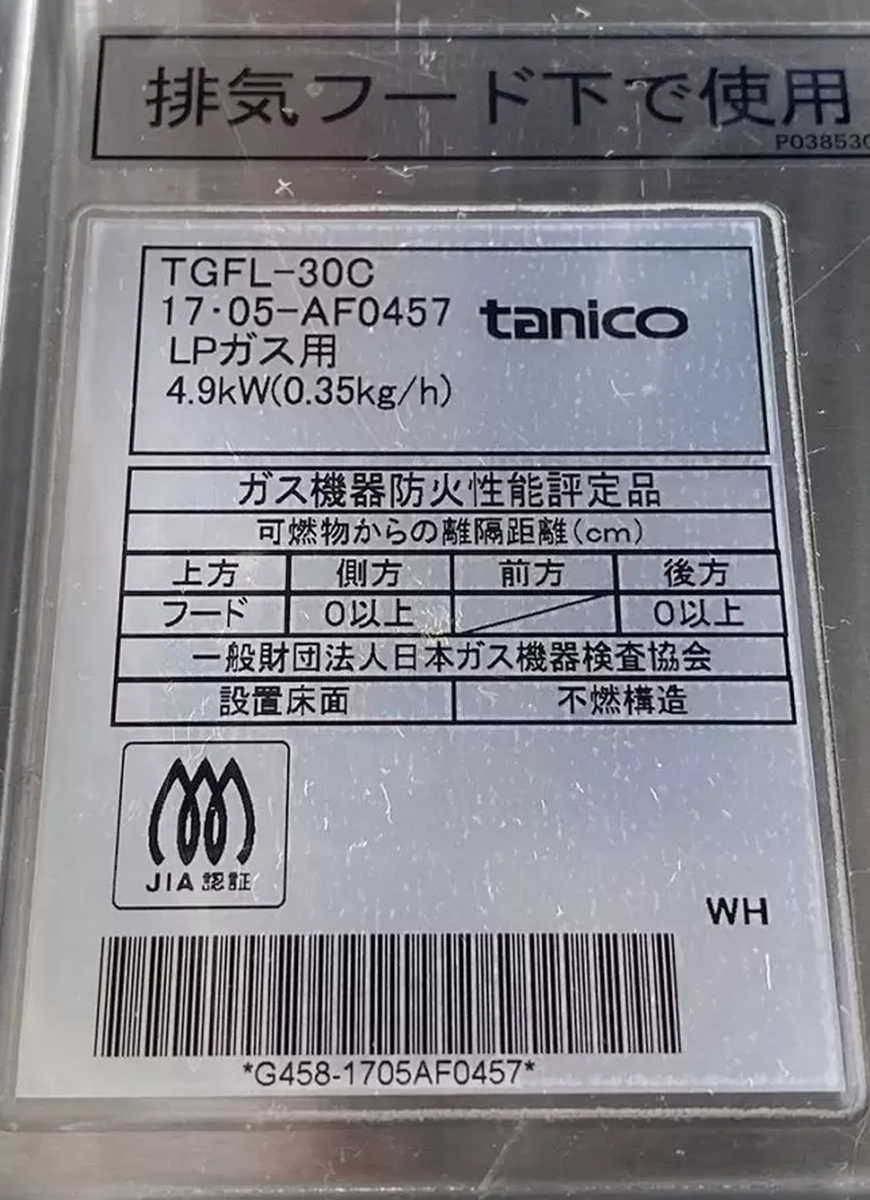 排気フード下で使用
P03853
TGFL-30C
17・05-AF0457
tanico
LPガス用
4.9kW(0.35kg/h)
ガス機器防火性能評定品
可燃物からの離隔距離(cm)
上方 側方 前方 後方
フード 0以上 0以上
一般財団法人日本ガス機器検査協会
設置床面 不燃構造
JIA 認証
WH
*G458-1705AF0457*